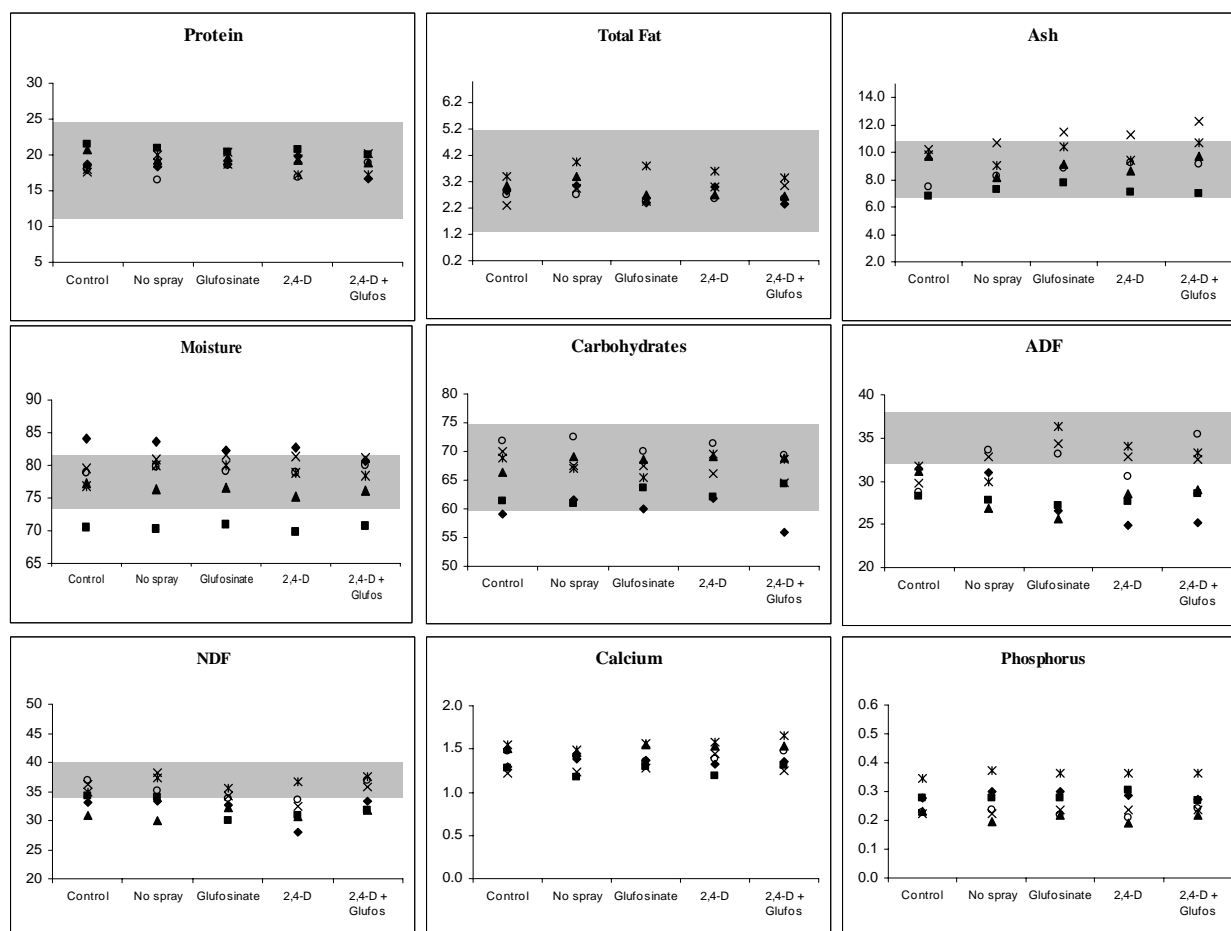 Protein
30
25
20
15
10
5
Control No spray Glufosinate 2,4-D 2,4-D +
Glufos
Total Fat
6.2
5.2
4.2
3.2
2.2
1.2
0.2
Control No spray Glufosinate 2,4-D 2,4-D +
Glufos
Ash
14.0
12.0
10.0
8.0
6.0
4.0
2.0
Control No spray Glufosinate 2,4-D 2,4-D +
Glufos
Moisture
90
85
80
75
70
65
Control No spray Glufosinate 2,4-D 2,4-D +
Glufos
Carbohydrates
80
75
70
65
60
55
50
Control No spray Glufosinate 2,4-D 2,4-D +
Glufos
ADF
40
35
30
25
20
Control No spray Glufosinate 2,4-D 2,4-D +
Glufos
NDF
50
45
40
35
30
25
20
Control No spray Glufosinate 2,4-D 2,4-D +
Glufos
Calcium
2.0
1.5
1.0
0.5
0.0
Control No spray Glufosinate 2,4-D 2,4-D +
Glufos
Phosphorus
0.6
0.5
0.4
0.3
0.2
0.1
0.0
Control No spray Glufosinate 2,4-D 2,4-D +
Glufos